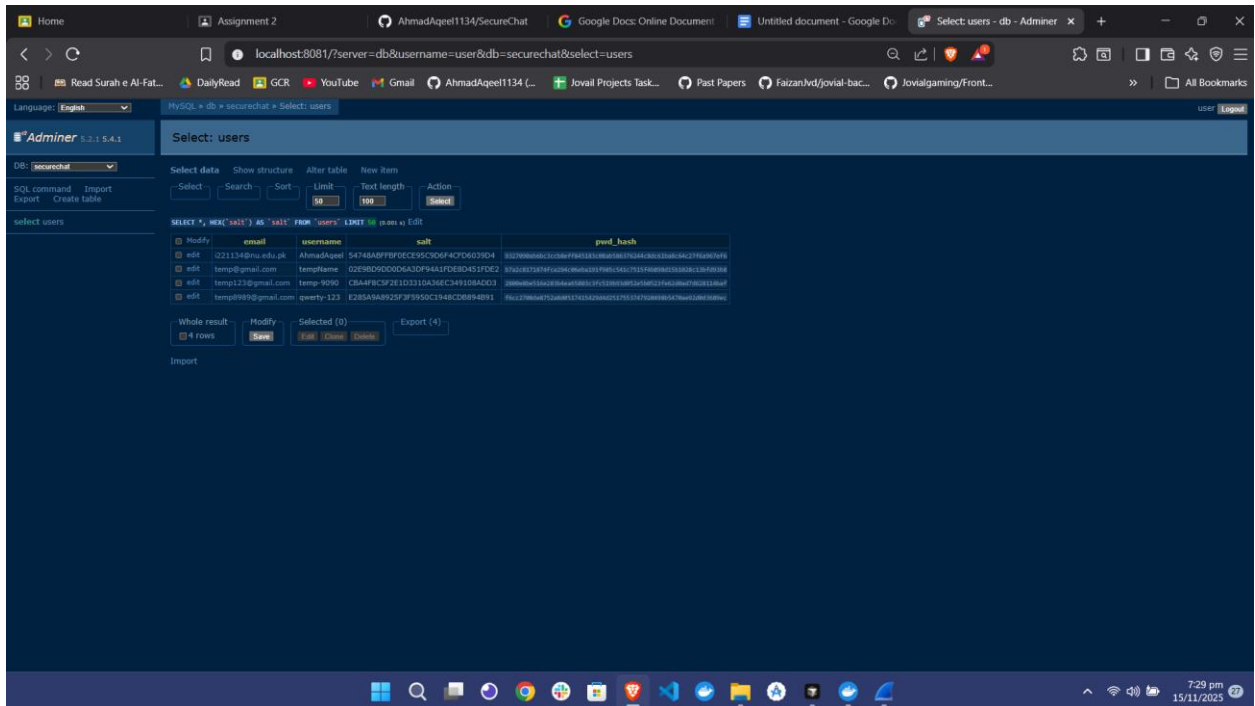 Home
Assignment 2
AhmadAqeel1134/SecureChat
Google Docs: Online Document
Untitled document - Google Do
Select: users - db - Adminer
localhost:8081/?server=db&username=user&db=securechat&select=users
Read Surah e Al-Fat...
DailyRead
GCR
YouTube
Gmail
AhmadAqeel1134 (...
Jovail Projects Task...
Past Papers
FaizanJvd/jovial-bac...
Jovialgaming/Front...
»
All Bookmarks
Language: English
MySQL » db » securechat » Select: users
user Logout
Adminer 5.2.1 5.4.1
Select: users
DB: securechat
Select data Show structure Alter table New item
SQL command Import
Export Create table
Select Search Sort Limit Text length Action
50 100 Select
select users
SELECT *, HEX(`salt`) AS `salt` FROM `users` LIMIT 50 (0.001 s) Edit
Modify email username salt pwd_hash
edit i221134@nu.edu.pk AhmadAqeel
edit temp@gmail.com tempName
edit temp123@gmail.com temp-9090
edit temp8989@gmail.com qwerty-123
Whole result Modify Selected (0) Export (4)
4 rows Save Edit Clone Delete
Import
7:29 pm
15/11/2025
27